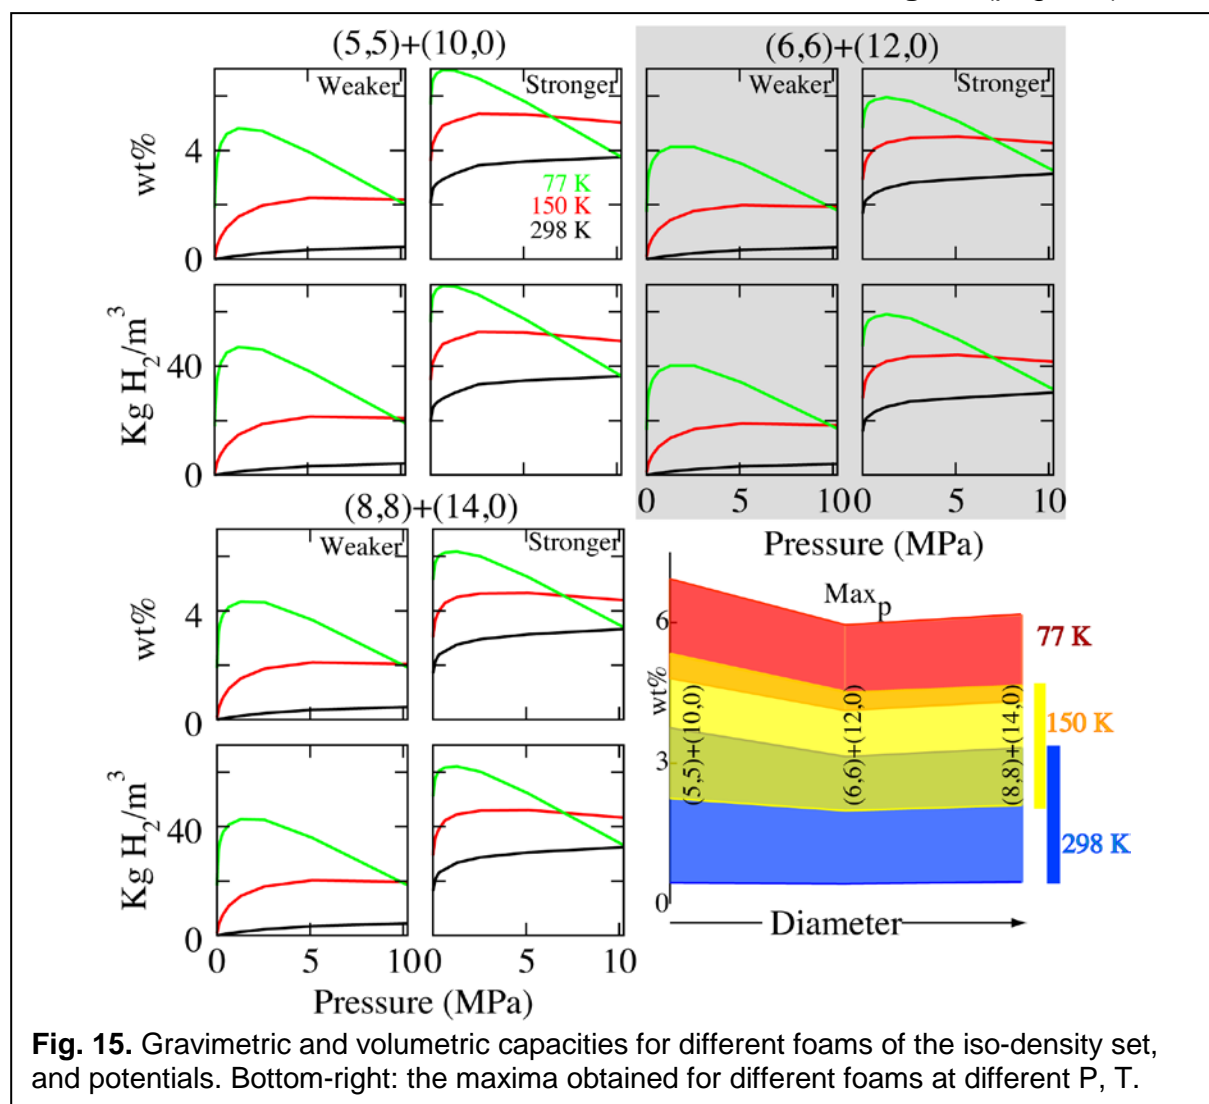 (5,5)+(10,0)
(6,6)+(12,0)
Weaker
Stronger
Weaker
Stronger
wt%
4
0
77 K
150 K
298 K
Kg H2/m3
40
0
0
5
10
0
5
10
Pressure (MPa)
(8,8)+(14,0)
Weaker
Stronger
wt%
4
0
Kg H2/m3
40
0
0
5
10
0
5
10
Pressure (MPa)
Maxp
6
wt%
3
0
(5,5)+(10,0)
(6,6)+(12,0)
(8,8)+(14,0)
77 K
150 K
298 K
Diameter
Fig. 15. Gravimetric and volumetric capacities for different foams of the iso-density set,
and potentials. Bottom-right: the maxima obtained for different foams at different P, T.